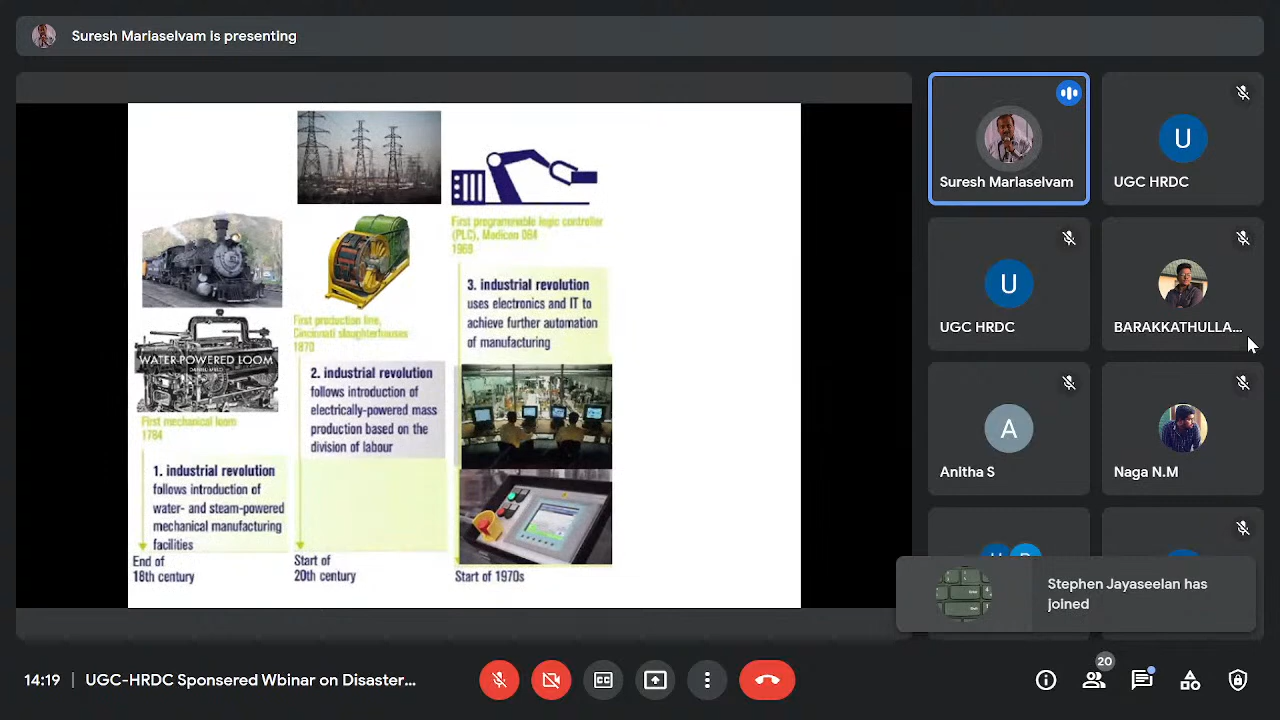 Suresh Mariaselvam is presenting
First programmable logic controller
(PLC), Modicon 084
1969
3. industrial revolution
uses electronics and IT to
achieve further automation
of manufacturing
First production line,
Cincinnati slaughterhouses
1870
2. industrial revolution
follows introduction of
electrically-powered mass
production based on the
division of labour
WATER-POWERED LOOM
First mechanical loom
1784
1. industrial revolution
follows introduction of
water- and steam-powered
mechanical manufacturing
facilities
End of
18th century
Start of
20th century
Start of 1970s
Suresh Mariaselvam
U
UGC HRDC
U
UGC HRDC
BARAKKATHULLA...
A
Anitha S
Naga N.M
Stephen Jayaseelan has
joined
14:19
UGC-HRDC Sponsered Wbinar on Disaster...
20